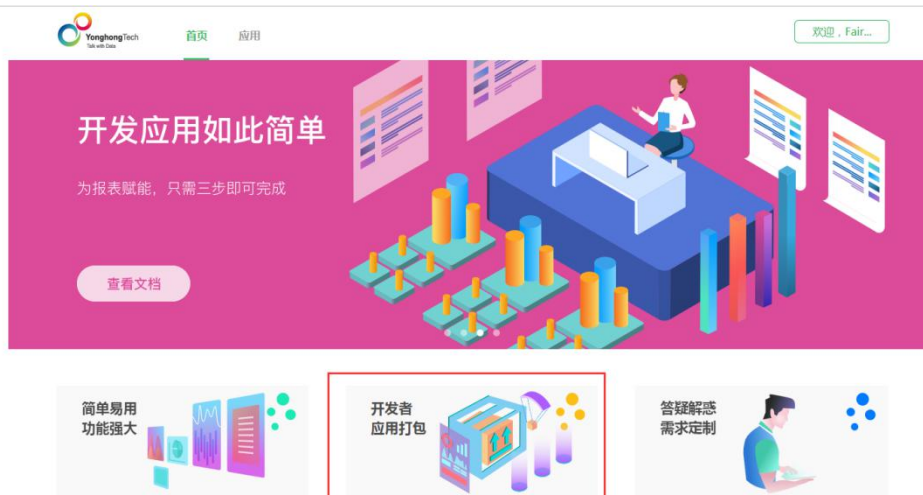 YonghongTech
Talk with Data
首页
应用
欢迎，Fair...
开发应用如此简单
为报表赋能，只需三步即可完成
查看文档
简单易用
功能强大
开发者
应用打包
答疑解惑
需求定制